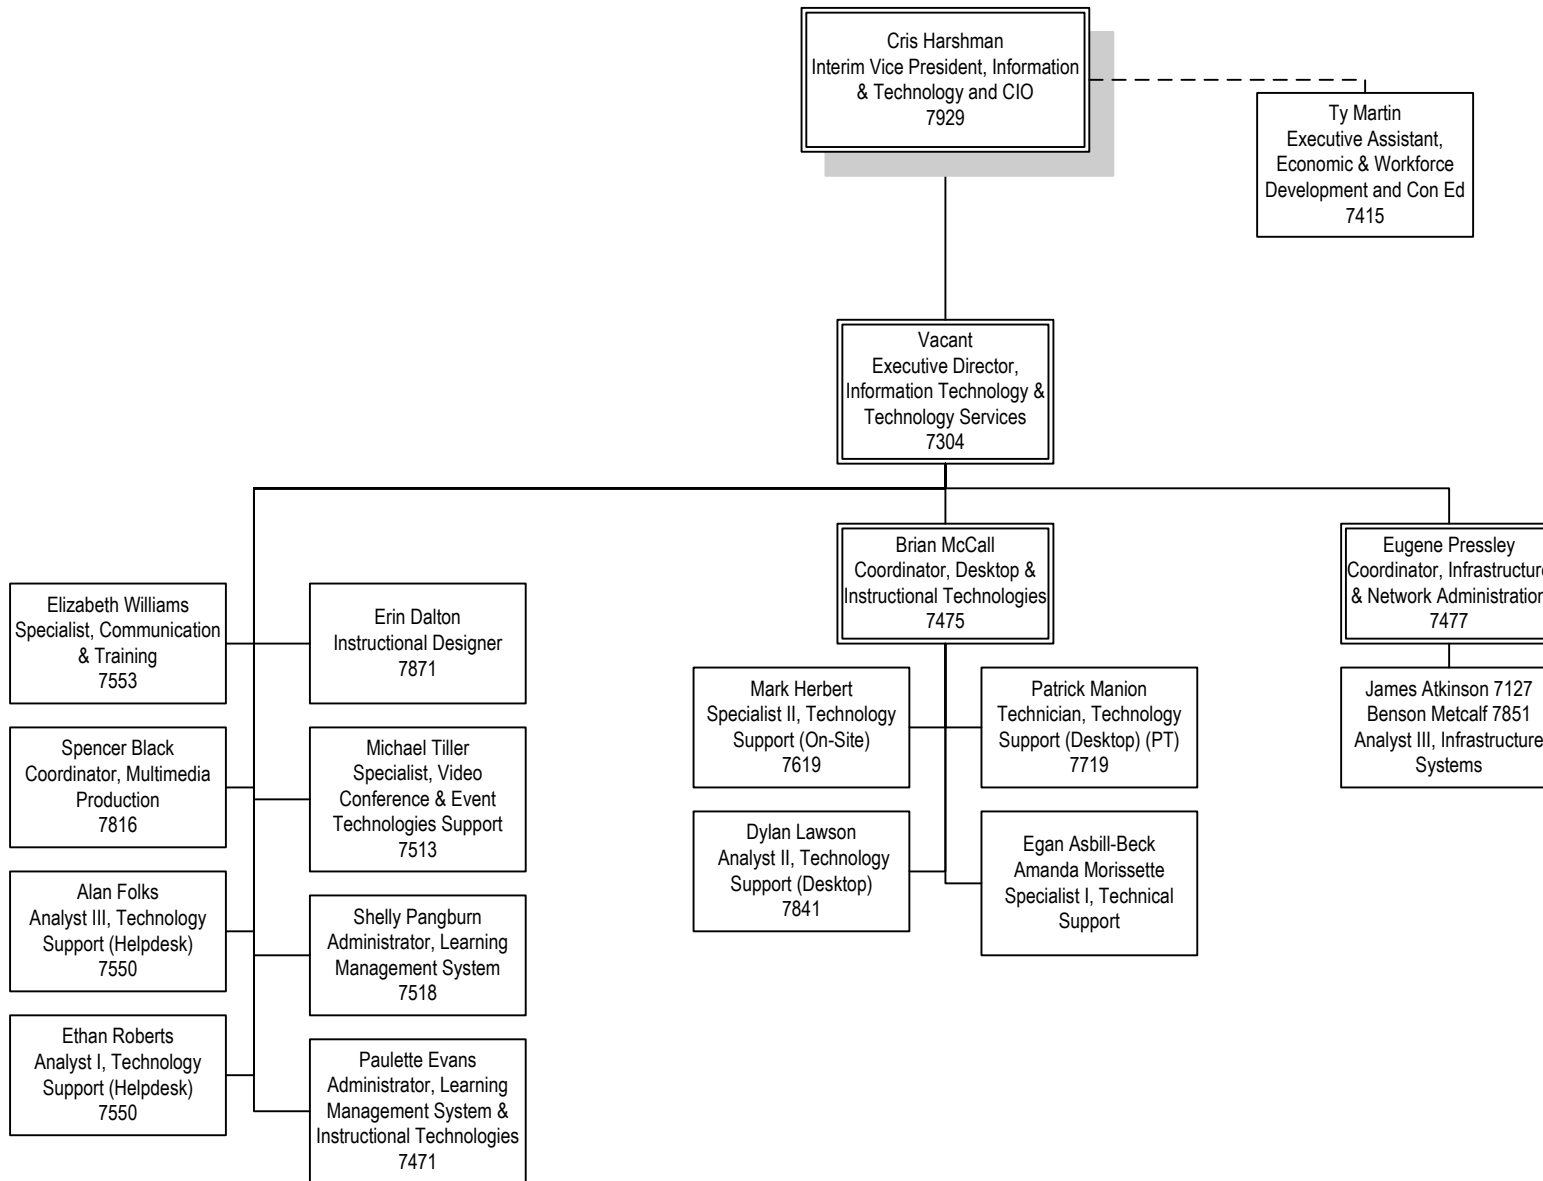 Cris Harshman
Interim Vice President, Information
& Technology and CIO
7929
Ty Martin
Executive Assistant,
Economic & Workforce
Development and Con Ed
7415
Vacant
Executive Director,
Information Technology &
Technology Services
7304
Brian McCall
Coordinator, Desktop &
Instructional Technologies
7475
Eugene Pressley
Coordinator, Infrastructure
& Network Administration
7477
Elizabeth Williams
Specialist, Communication
& Training
7553
Erin Dalton
Instructional Designer
7871
Mark Herbert
Specialist II, Technology
Support (On-Site)
7619
Patrick Manion
Technician, Technology
Support (Desktop) (PT)
7719
James Atkinson 7127
Benson Metcalf 7851
Analyst III, Infrastructure
Systems
Spencer Black
Coordinator, Multimedia
Production
7816
Michael Tiller
Specialist, Video
Conference & Event
Technologies Support
7513
Dylan Lawson
Analyst II, Technology
Support (Desktop)
7841
Egan Asbill-Beck
Amanda Morissette
Specialist I, Technical
Support
Alan Folks
Analyst III, Technology
Support (Helpdesk)
7550
Shelly Pangburn
Administrator, Learning
Management System
7518
Ethan Roberts
Analyst I, Technology
Support (Helpdesk)
7550
Paulette Evans
Administrator, Learning
Management System &
Instructional Technologies
7471